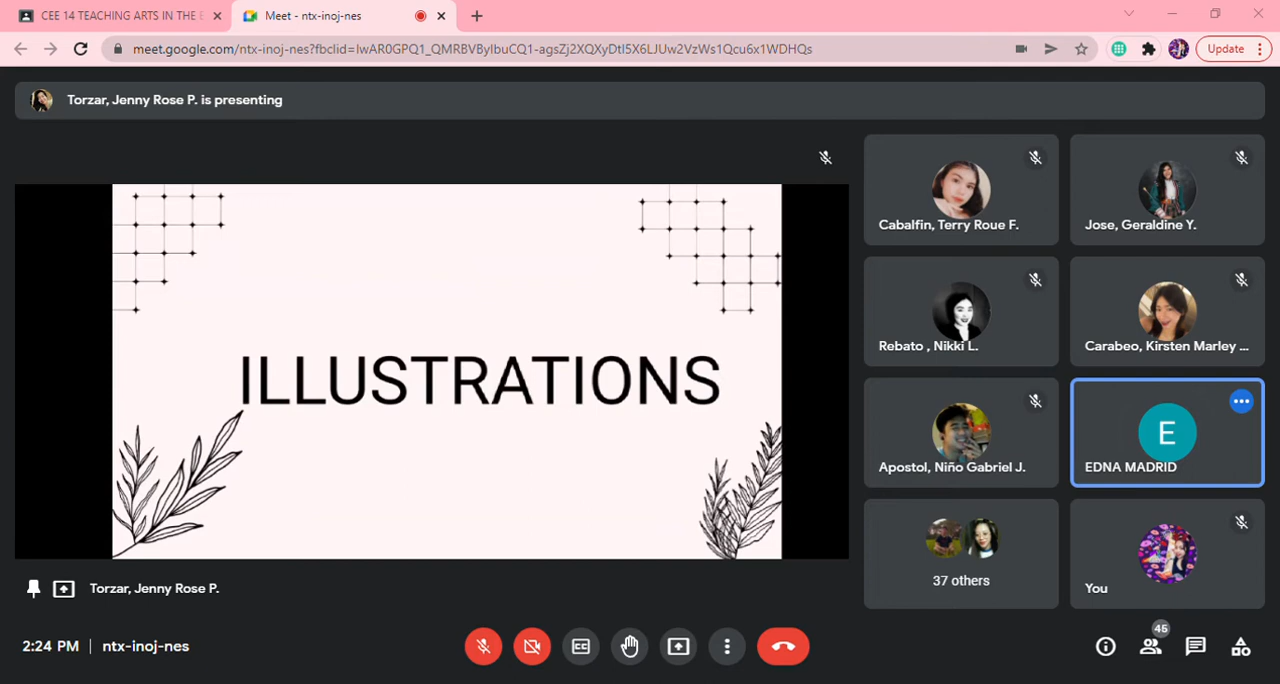 CEE 14 TEACHING ARTS IN THE E
Meet - ntx-inoj-nes
meet.google.com/ntx-inoj-nes?fbclid=IwAR0GPQ1_QMRBVByIbuCQ1-agsZj2XQXyDtI5X6LJUw2VzWs1Qcu6x1WDHQs
Update
Torzar, Jenny Rose P. is presenting
ILLUSTRATIONS
Cabalfin, Terry Roue F.
Jose, Geraldine Y.
Rebato , Nikki L.
Carabeo, Kirsten Marley ...
Apostol, Niño Gabriel J.
E
EDNA MADRID
37 others
You
Torzar, Jenny Rose P.
2:24 PM | ntx-inoj-nes
CC
45